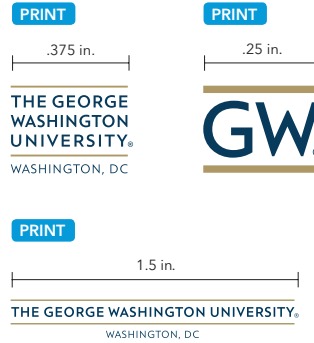 PRINT
.375 in.
THE GEORGE
WASHINGTON
UNIVERSITY®
WASHINGTON, DC
PRINT
.25 in.
GW
PRINT
1.5 in.
THE GEORGE WASHINGTON UNIVERSITY®
WASHINGTON, DC